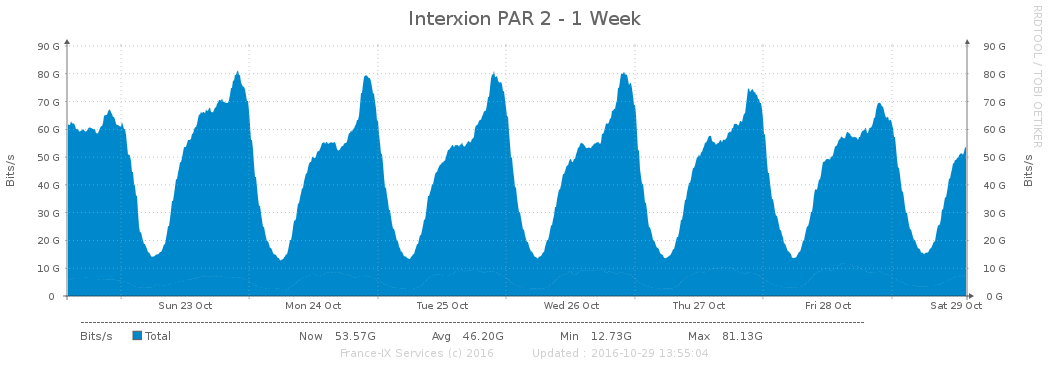 Interxion PAR 2 - 1 Week
RRDTOOL / TOBI OETIKER
90 G 90 G
80 G 80 G
70 G 70 G
60 G 60 G
50 G 50 G
40 G 40 G
30 G 30 G
20 G 20 G
10 G 10 G
0 0 G
Bits/s
Bits/s
Sun 23 Oct Mon 24 Oct Tue 25 Oct Wed 26 Oct Thu 27 Oct Fri 28 Oct Sat 29 Oct
Bits/s Total Now 53.57G Avg 46.20G Min 12.73G Max 81.13G
France-IX Services (c) 2016 Updated : 2016-10-29 13:55:04